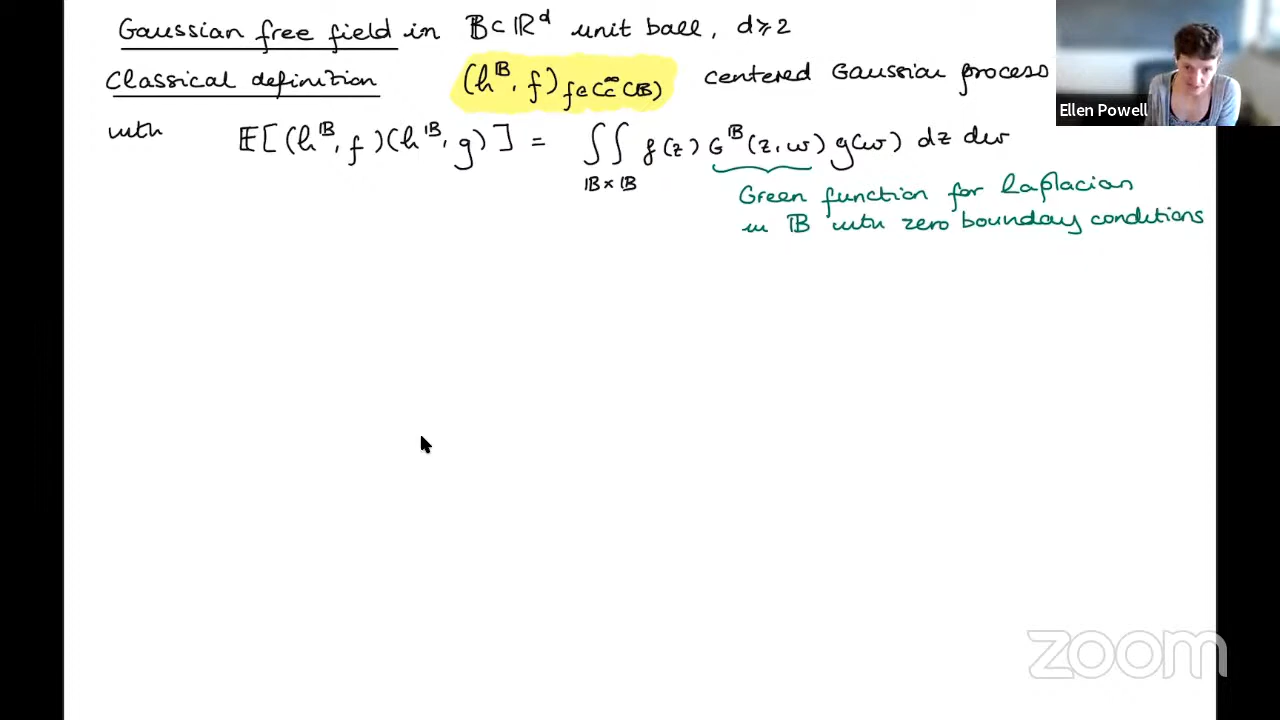 Gaussian free field in 𝔹⊂ℝ^d unit ball, d⩾2
Classical definition (h^𝔹, f)_{f∈C_c^∞(𝔹)} centered Gaussian process
with 𝔼[(h^𝔹, f)(h^𝔹, g)] = ∬_{𝔹×𝔹} f(z) G^𝔹(z,w) g(w) dz dw
Green function for Laplacian
in 𝔹 with zero boundary conditions
Ellen Powell
zoom